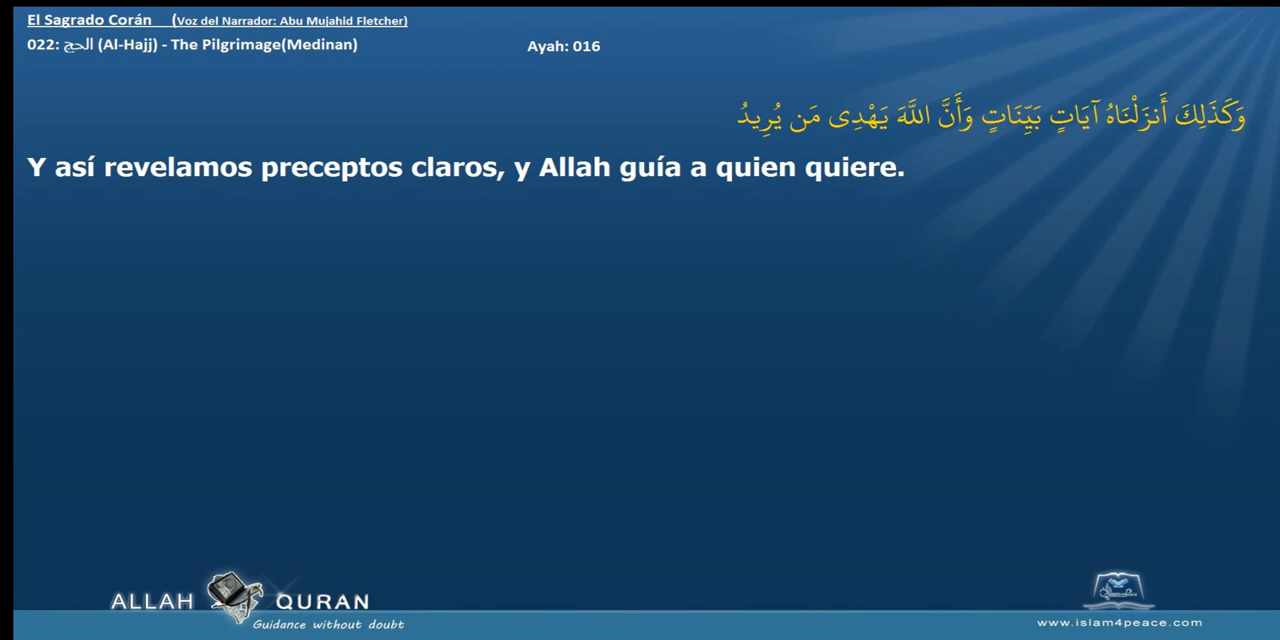 El Sagrado Corán (Voz del Narrador: Abu Mujahid Fletcher)
022: الحج (Al-Hajj) - The Pilgrimage(Medinan) Ayah: 016
وَكَذَلِكَ أَنزَلْنَاهُ آيَاتٍ بَيِّنَاتٍ وَأَنَّ اللَّهَ يَهْدِى مَن يُرِيدُ
Y así revelamos preceptos claros, y Allah guía a quien quiere.
ALLAH QURAN
Guidance without doubt
www.islam4peace.com